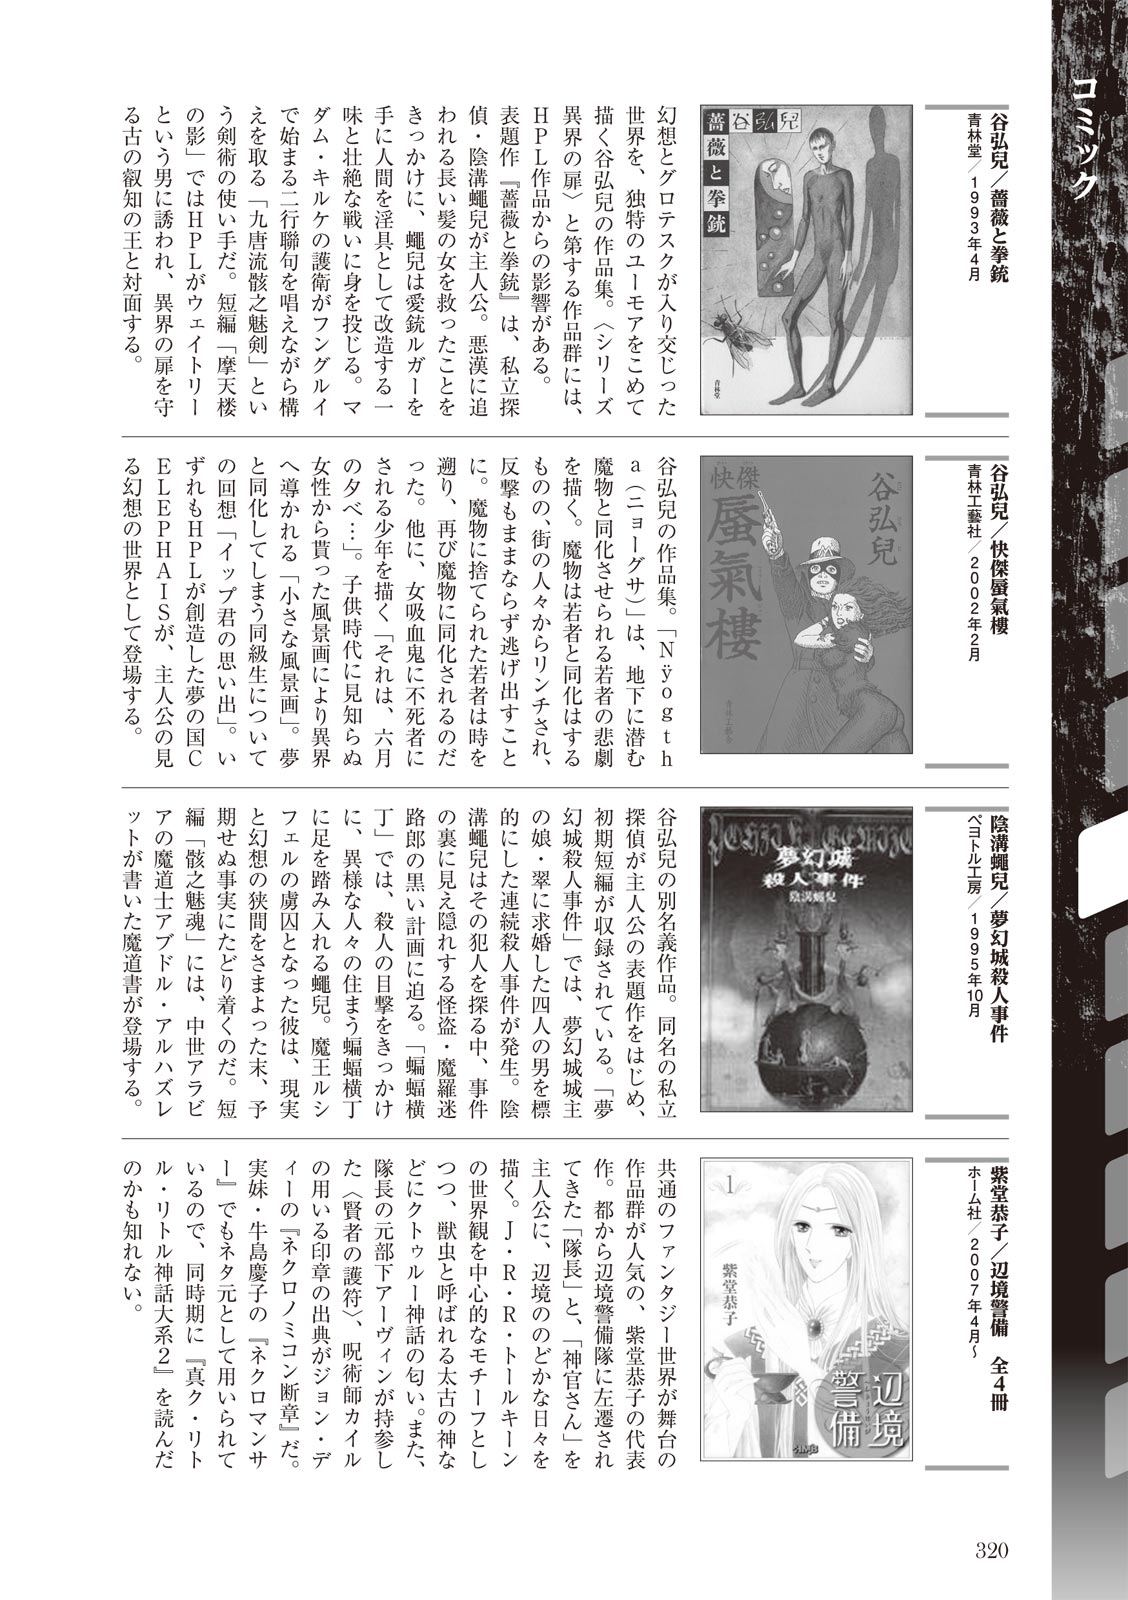 コミック
谷弘兒／薔薇と拳銃
青林堂／1993年4月
谷弘兒
薔薇と拳銃
青林堂
幻想とグロテスクが入り交じった
世界を、独特のユーモアをこめて
描く谷弘兒の作品集。〈シリーズ
異界の扉〉と第する作品群には、
ＨＰＬ作品からの影響がある。
表題作『薔薇と拳銃』は、私立探
偵・陰溝蠅兒が主人公。悪漢に追
われる長い髪の女を救ったことを
きっかけに、蠅兒は愛銃ルガーを
手に人間を淫具として改造する一
味と壮絶な戦いに身を投じる。マ
ダム・キルケの護衛がフングルイ
で始まる二行聯句を唱えながら構
えを取る「九唐流骸之魅剣」とい
う剣術の使い手だ。短編「摩天楼
の影」ではＨＰＬがウェイトリー
という男に誘われ、異界の扉を守
る古の叡知の王と対面する。
谷弘兒／快傑蜃氣樓
青林工藝社／2002年2月
谷弘兒
快傑
蜃氣樓
青林工藝舎
谷弘兒の作品集。「Ｎÿｏｇｔｈ
ａ（ニョーグサ）」は、地下に潜む
魔物と同化させられる若者の悲劇
を描く。魔物は若者と同化はする
ものの、街の人々からリンチされ、
反撃もままならず逃げ出すこと
に。魔物に捨てられた若者は時を
遡り、再び魔物に同化されるのだ
った。他に、女吸血鬼に不死者に
される少年を描く「それは、六月
の夕べ…」。子供時代に見知らぬ
女性から貰った風景画により異界
へ導かれる「小さな風景画」。夢
と同化してしまう同級生について
の回想「イップ君の思い出」。い
ずれもＨＰＬが創造した夢の国Ｃ
ＥＬＥＰＨＡＩＳが、主人公の見
る幻想の世界として登場する。
陰溝蠅兒／夢幻城殺人事件
ペヨトル工房／1995年10月
夢幻城
殺人事件
陰溝蠅兒
谷弘兒の別名義作品。同名の私立
探偵が主人公の表題作をはじめ、
初期短編が収録されている。「夢
幻城殺人事件」では、夢幻城城主
の娘・翠に求婚した四人の男を標
的にした連続殺人事件が発生。陰
溝蠅兒はその犯人を探る中、事件
の裏に見え隠れする怪盗・魔羅迷
路郎の黒い計画に迫る。「蝙蝠横
丁」では、殺人の目撃をきっかけ
に、異様な人々の住まう蝙蝠横丁
に足を踏み入れる蠅兒。魔王ルシ
フェルの虜囚となった彼は、現実
と幻想の狭間をさまよった末、予
期せぬ事実にたどり着くのだ。短
編「骸之魅魂」には、中世アラビ
アの魔道士アブドル・アルハズレ
ットが書いた魔道書が登場する。
紫堂恭子／辺境警備　全4冊
ホーム社／2007年4月〜
1
紫堂恭子
辺境
警備
共通のファンタジー世界が舞台の
作品群が人気の、紫堂恭子の代表
作。都から辺境警備隊に左遷され
てきた「隊長」と、「神官さん」を
主人公に、辺境ののどかな日々を
描く。Ｊ・Ｒ・Ｒ・トールキーン
の世界観を中心的なモチーフとし
つつ、獣虫と呼ばれる太古の神な
どにクトゥルー神話の匂い。また、
隊長の元部下アーヴィンが持参し
た〈賢者の護符〉、呪術師カイル
の用いる印章の出典がジョン・デ
ィーの『ネクロノミコン断章』だ。
実妹・牛島慶子の『ネクロマンサ
ー』でもネタ元として用いられて
いるので、同時期に『真ク・リト
ル・リトル神話大系２』を読んだ
のかも知れない。
320